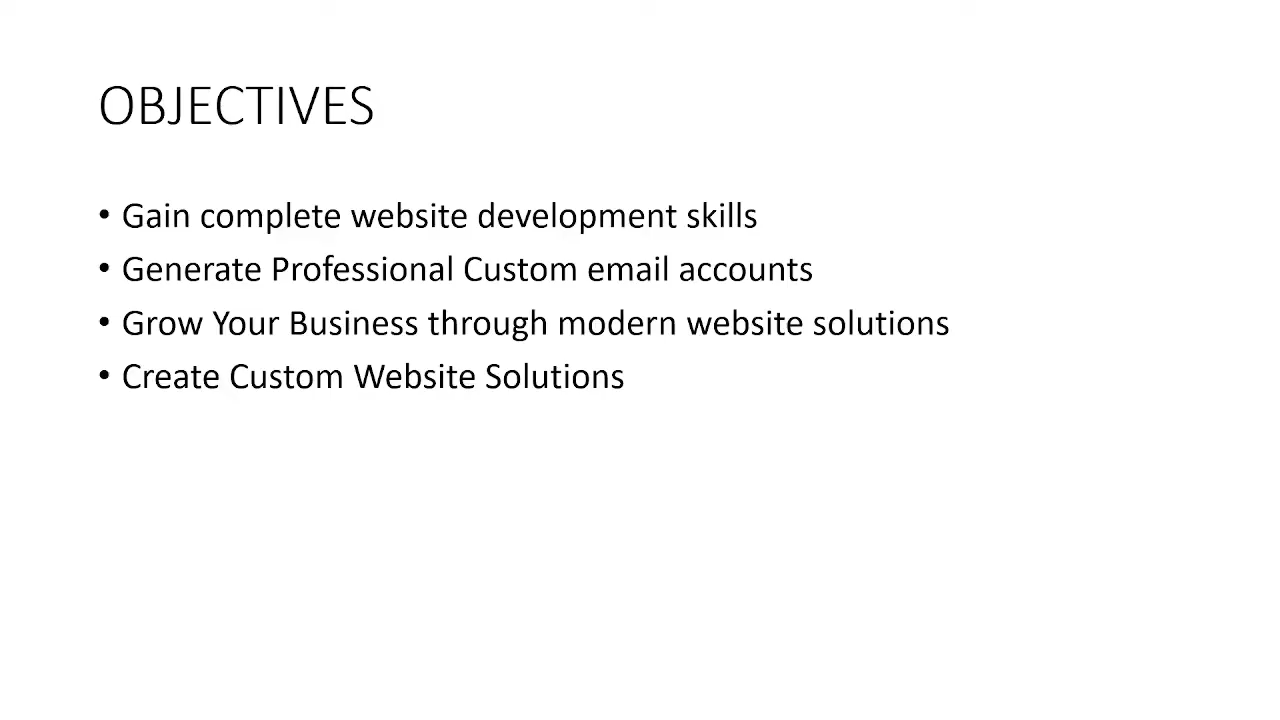 OBJECTIVES
• Gain complete website development skills
• Generate Professional Custom email accounts
• Grow Your Business through modern website solutions
• Create Custom Website Solutions